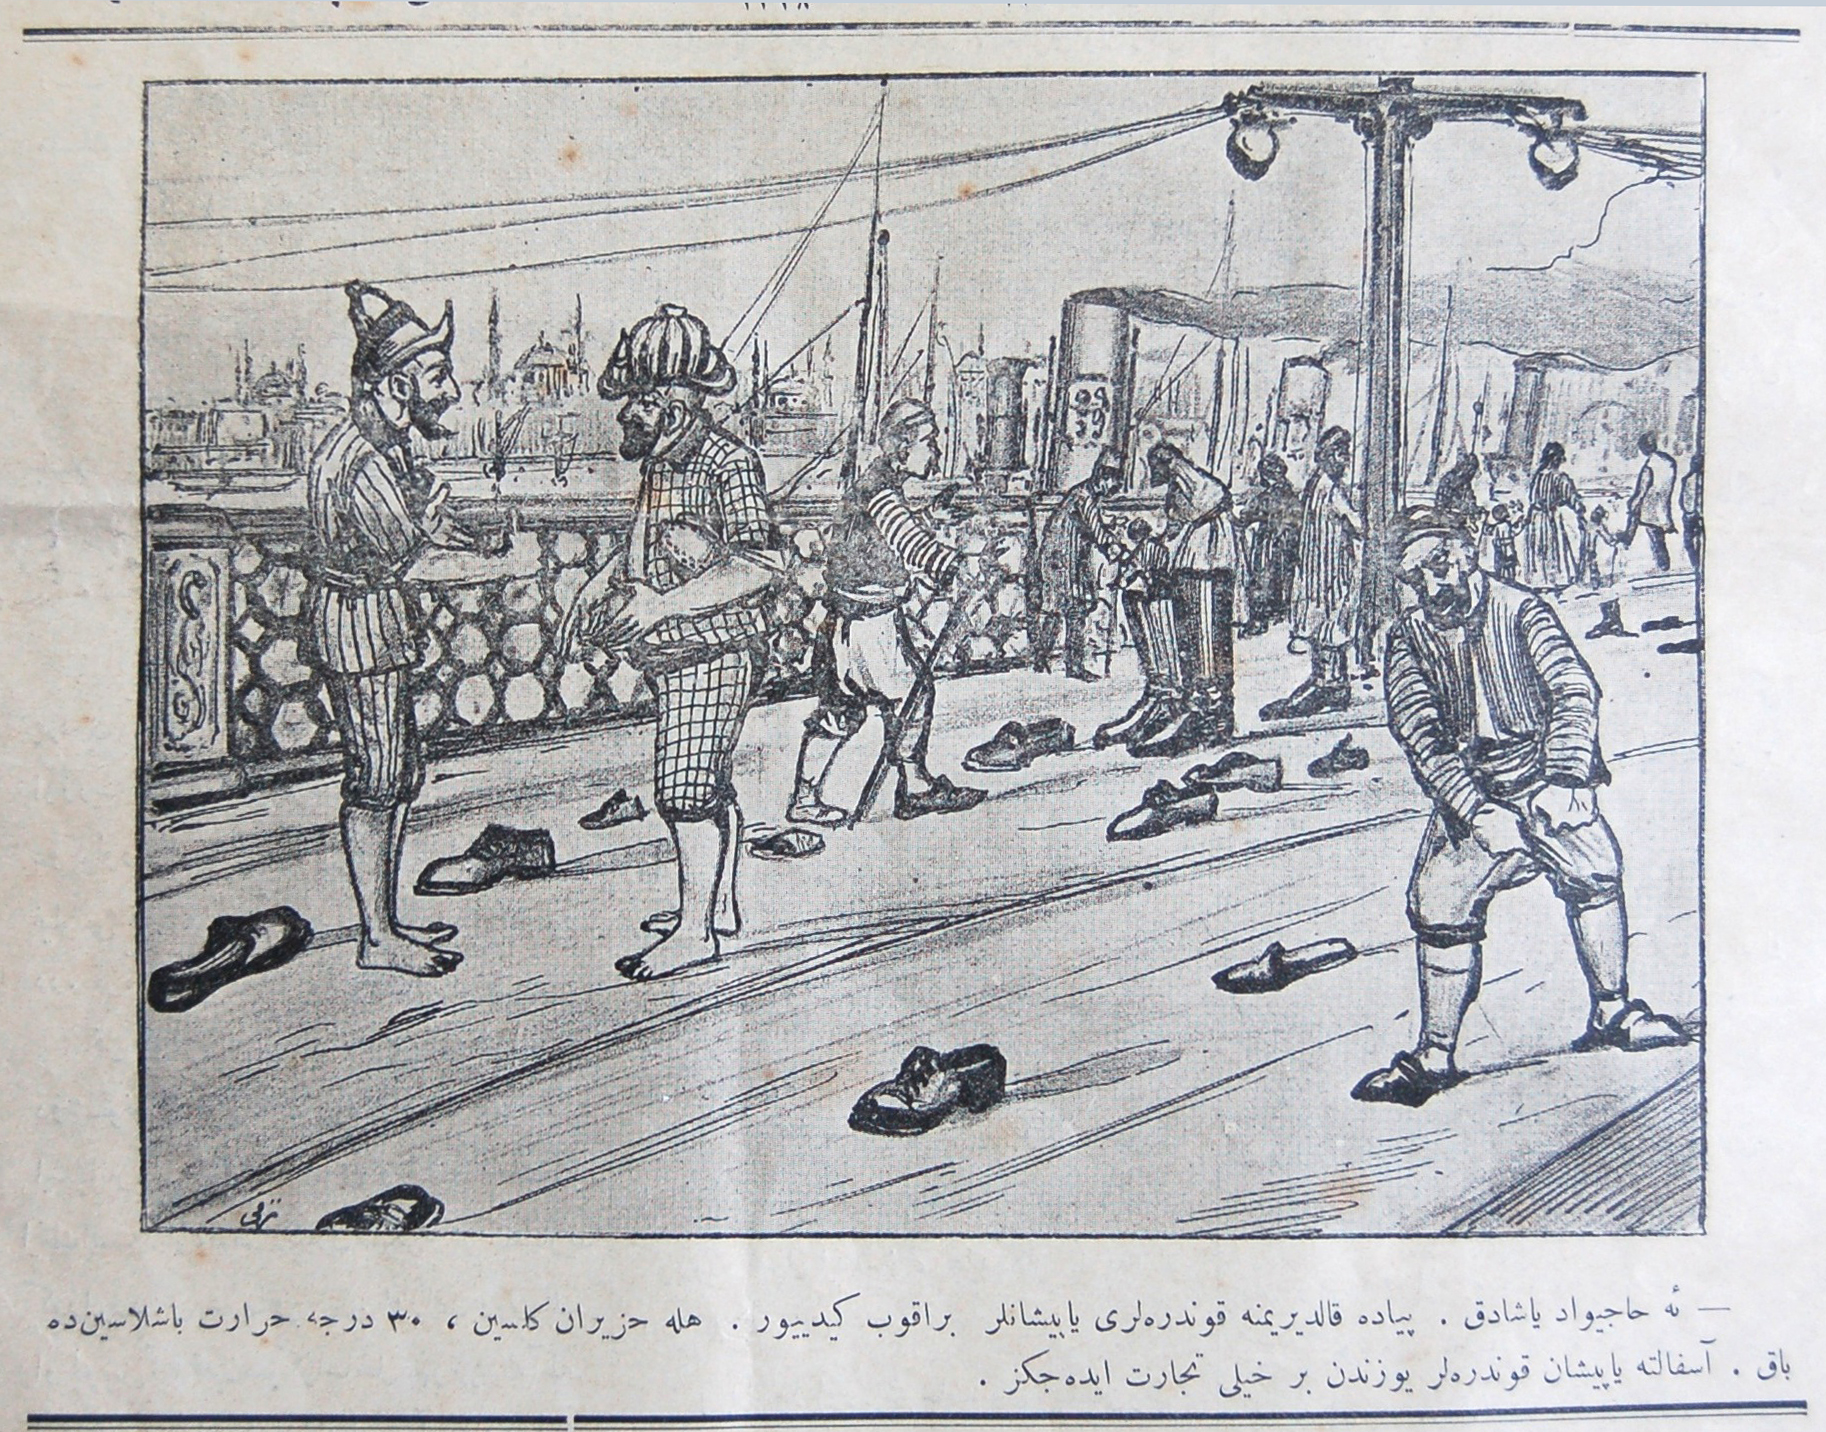 — ئه حاجیواد یاشادق . پیاده قالدیریمنه قوندره‌لری یاپیشانلر براقوب کیدییور . هله حزیران کلسین ، ۳۰ درجه حرارت باشلاسین‌ده
باق . آسفالته یاپیشان قوندره‌لر یوزندن بر خیلی تجارت ایده‌جکز .